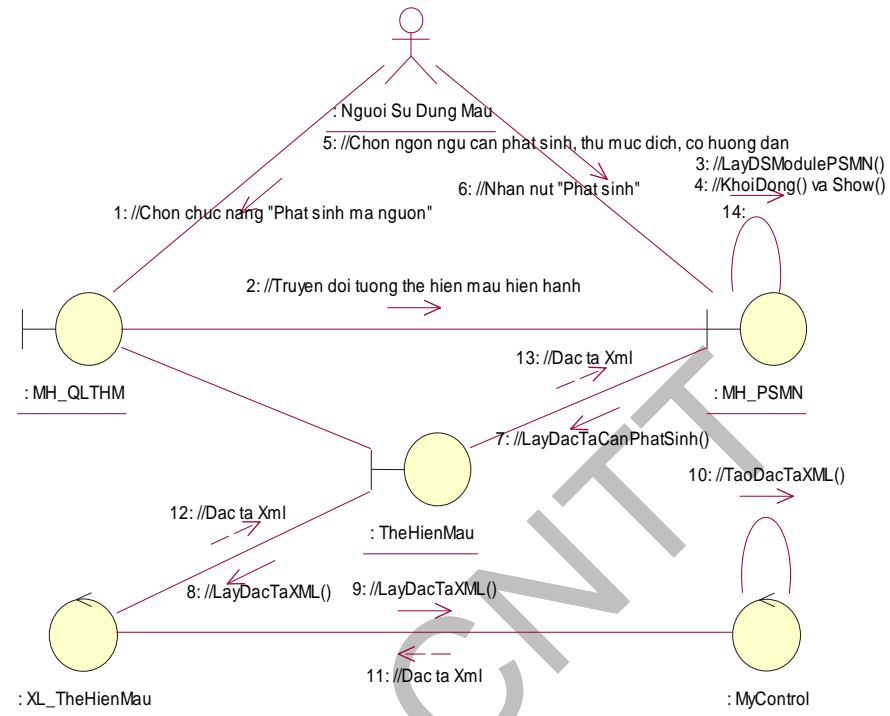 : Nguoi Su Dung Mau
5: //Chon ngon ngu can phat sinh, thu muc dich, co huong dan
3: //LayDSModulePSMN()
4: //KhoiDong() va Show()
6: //Nhan nut "Phat sinh"
1: //Chon chuc nang "Phat sinh ma nguon"
14:
2: //Truyen doi tuong the hien mau hien hanh
13: //Dac ta Xml
: MH_QLTHM
: MH_PSMN
7: //LayDacTaCanPhatSinh()
10: //TaoDacTaXML()
12: //Dac ta Xml
: TheHienMau
8: //LayDacTaXML()
9: //LayDacTaXML()
11: //Dac ta Xml
: XL_TheHienMau
: MyControl
CNTT